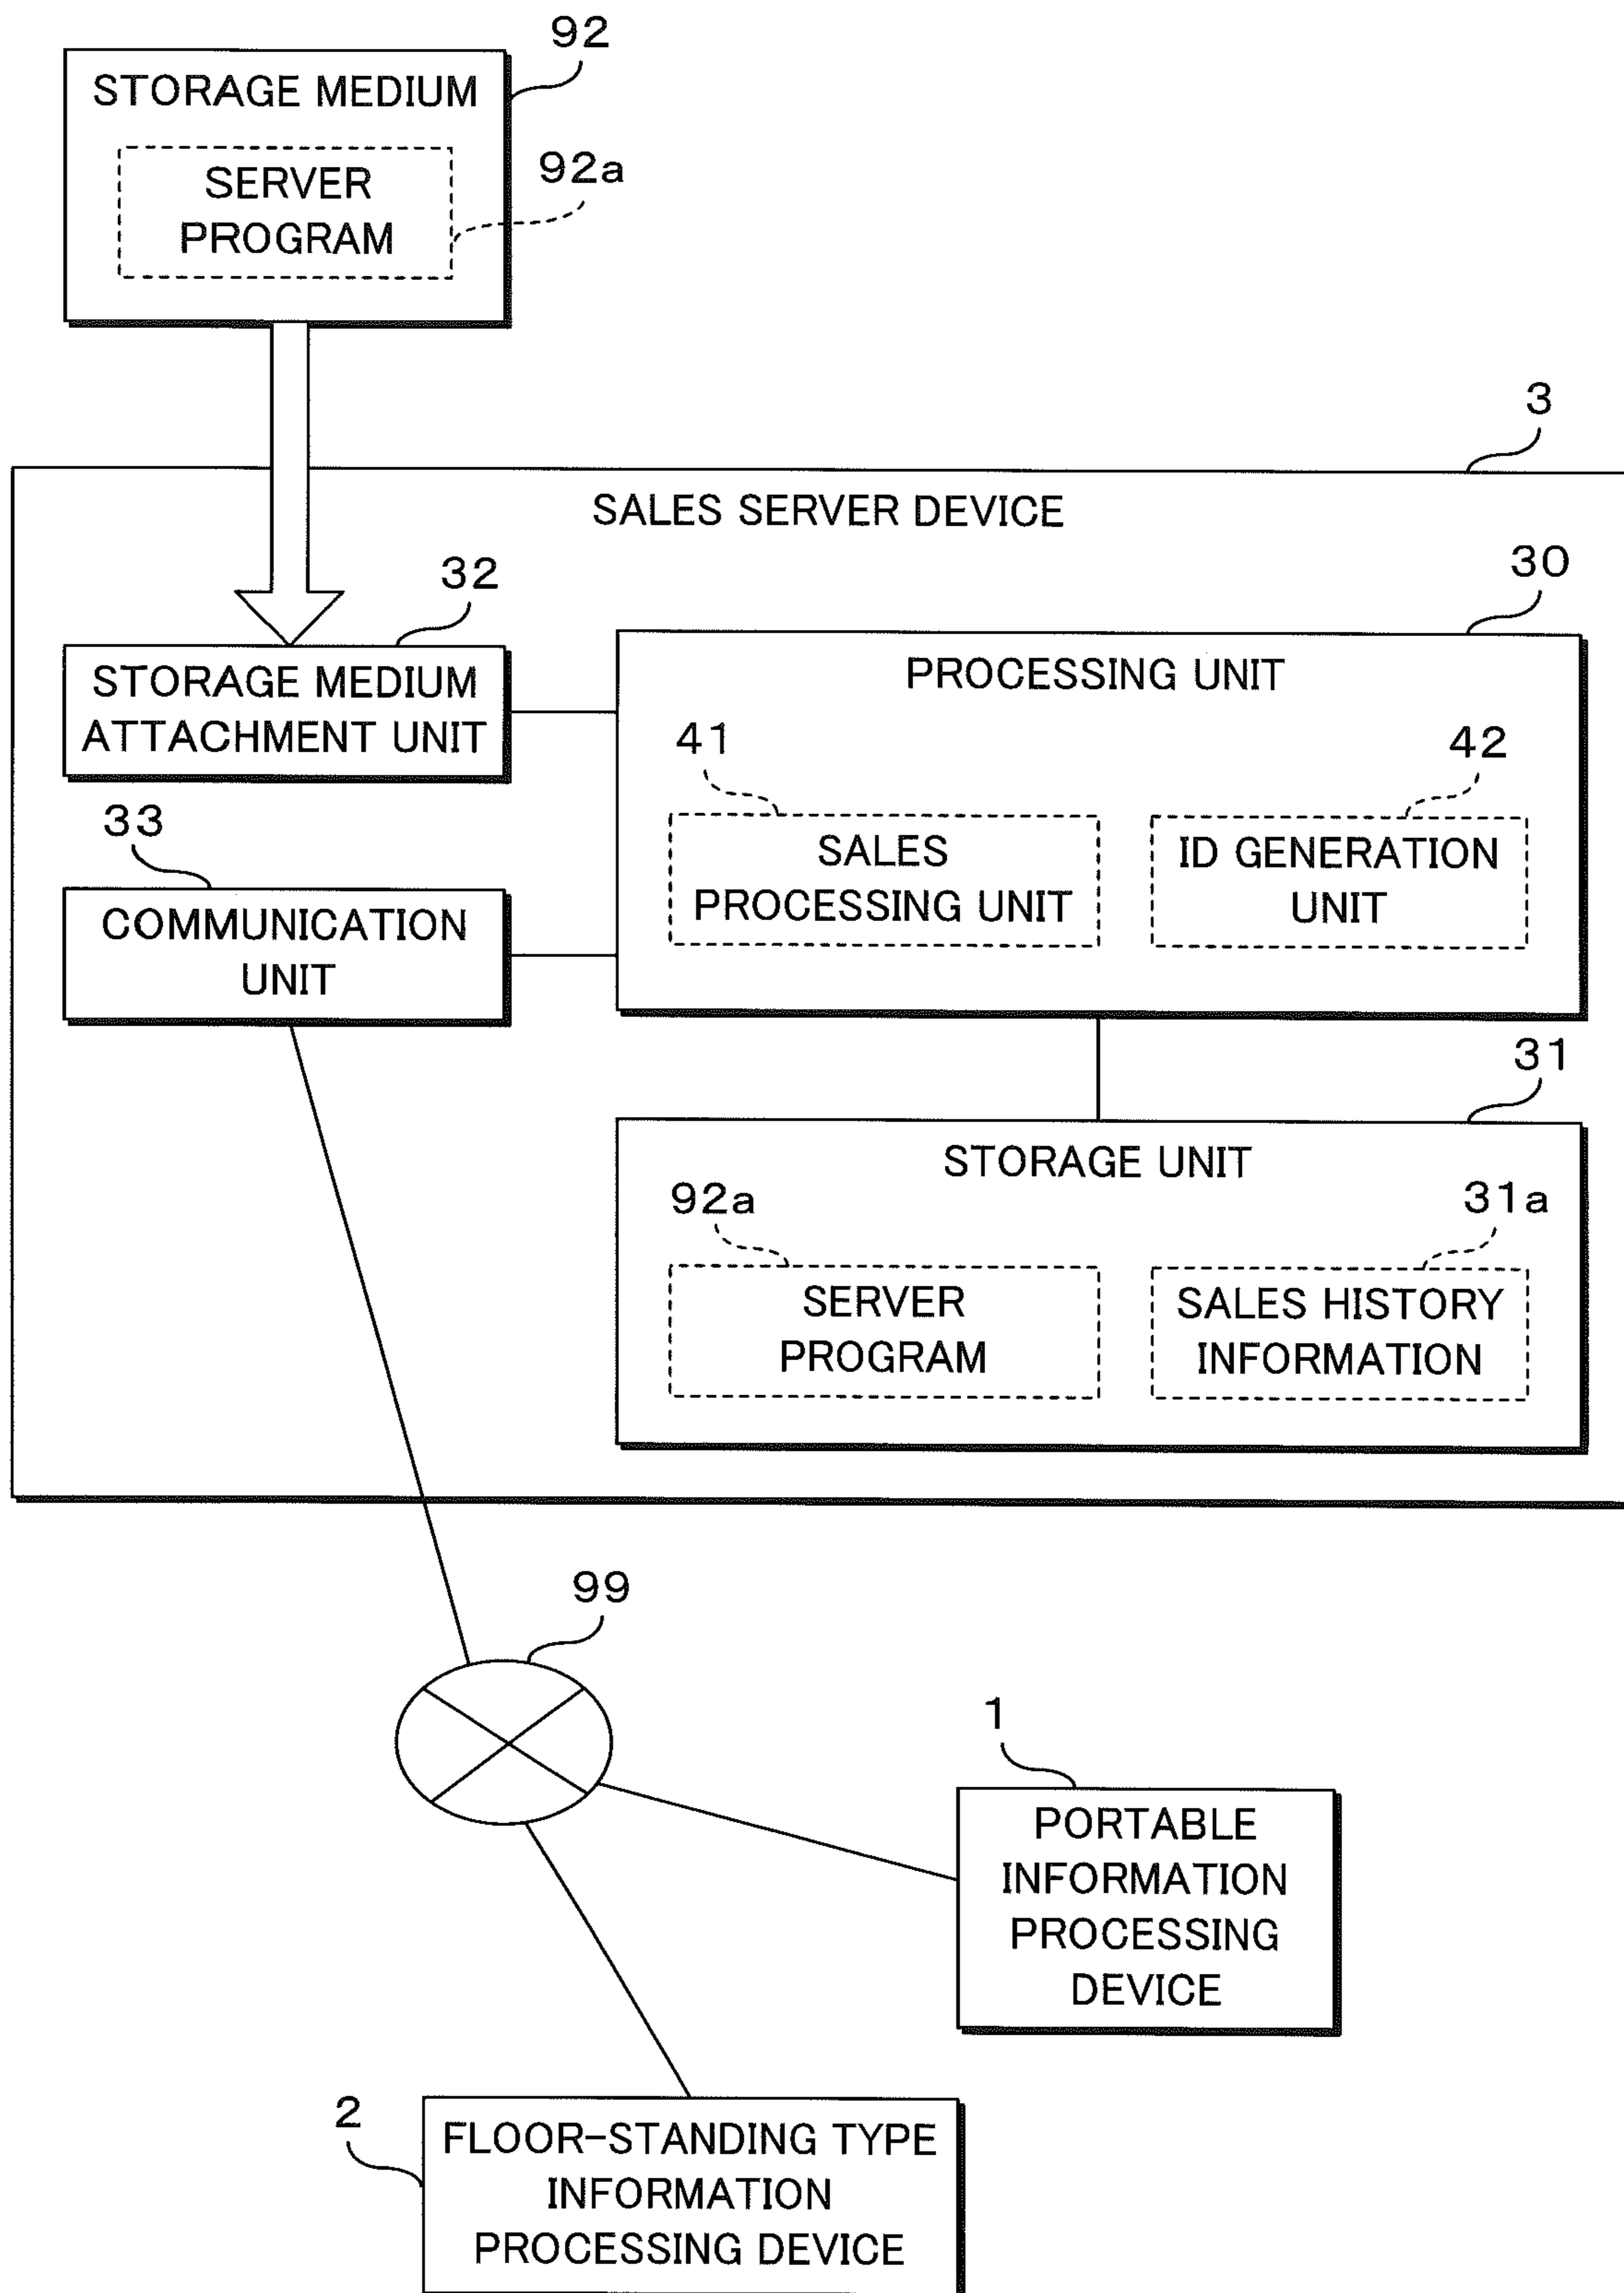 92
STORAGE MEDIUM
92a
SERVER
PROGRAM
3
SALES SERVER DEVICE
32
30
STORAGE MEDIUM
ATTACHMENT UNIT
PROCESSING UNIT
41
42
SALES
PROCESSING UNIT
ID GENERATION
UNIT
33
COMMUNICATION
UNIT
31
STORAGE UNIT
92a
31a
SERVER
PROGRAM
SALES HISTORY
INFORMATION
99
1
PORTABLE
INFORMATION
PROCESSING
DEVICE
2
FLOOR-STANDING TYPE
INFORMATION
PROCESSING DEVICE